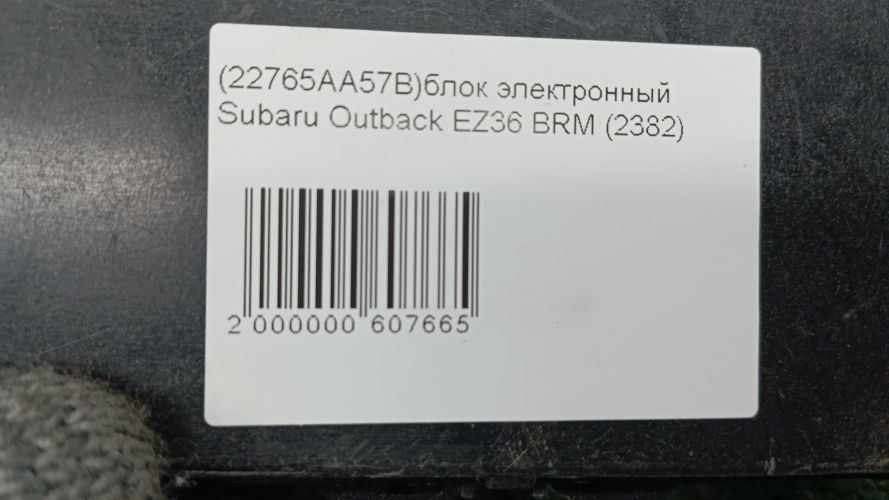 (22765AA57B)блок электронный
Subaru Outback EZ36 BRM (2382)
2 000000 607665